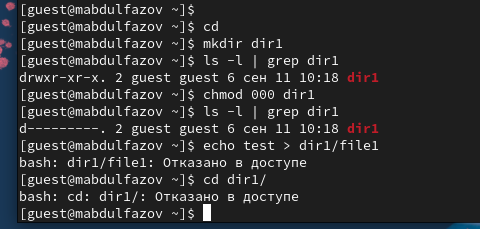 [guest@mabdulfazov ~]$
[guest@mabdulfazov ~]$ cd
[guest@mabdulfazov ~]$ mkdir dir1
[guest@mabdulfazov ~]$ ls -l | grep dir1
drwxr-xr-x. 2 guest guest 6 сен 11 10:18 dir1
[guest@mabdulfazov ~]$ chmod 000 dir1
[guest@mabdulfazov ~]$ ls -l | grep dir1
d---------. 2 guest guest 6 сен 11 10:18 dir1
[guest@mabdulfazov ~]$ echo test > dir1/file1
bash: dir1/file1: Отказано в доступе
[guest@mabdulfazov ~]$ cd dir1/
bash: cd: dir1/: Отказано в доступе
[guest@mabdulfazov ~]$